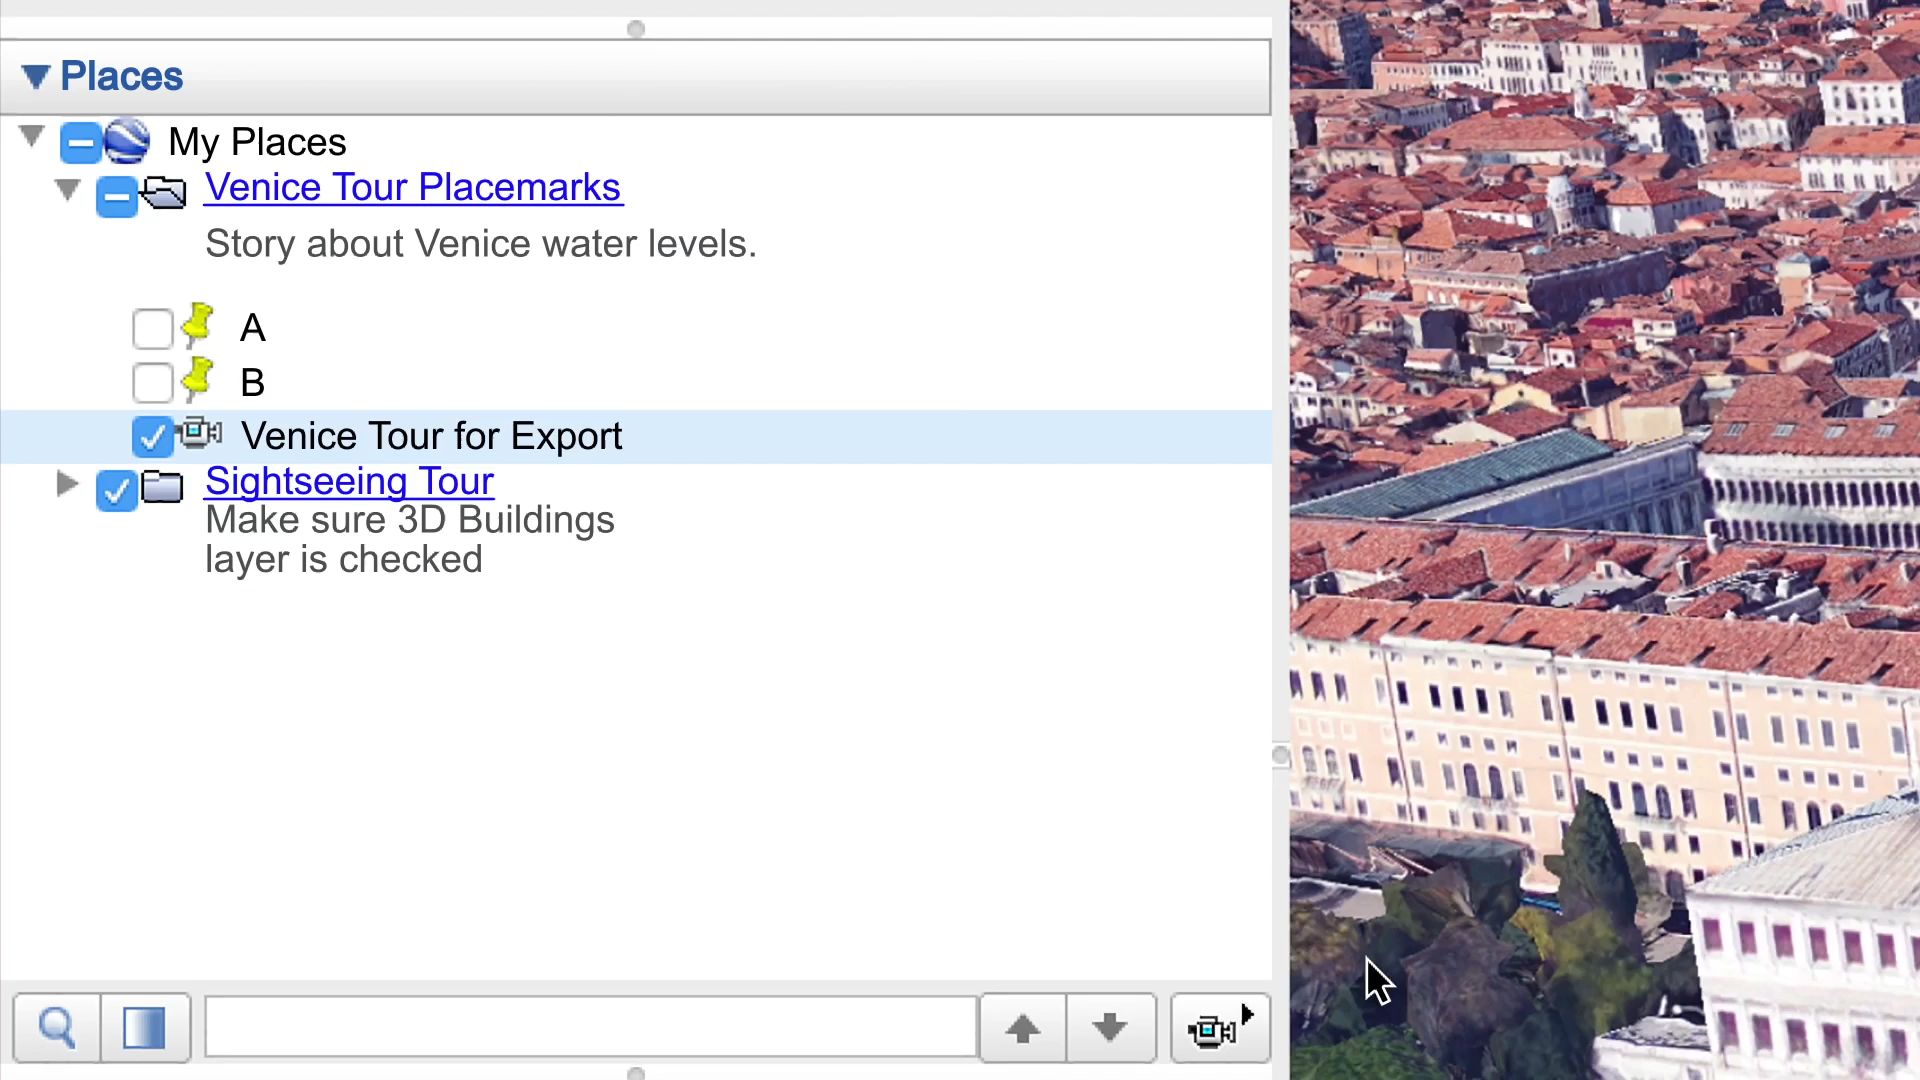 Places
My Places
Venice Tour Placemarks
Story about Venice water levels.
A
B
Venice Tour for Export
Sightseeing Tour
Make sure 3D Buildings
layer is checked